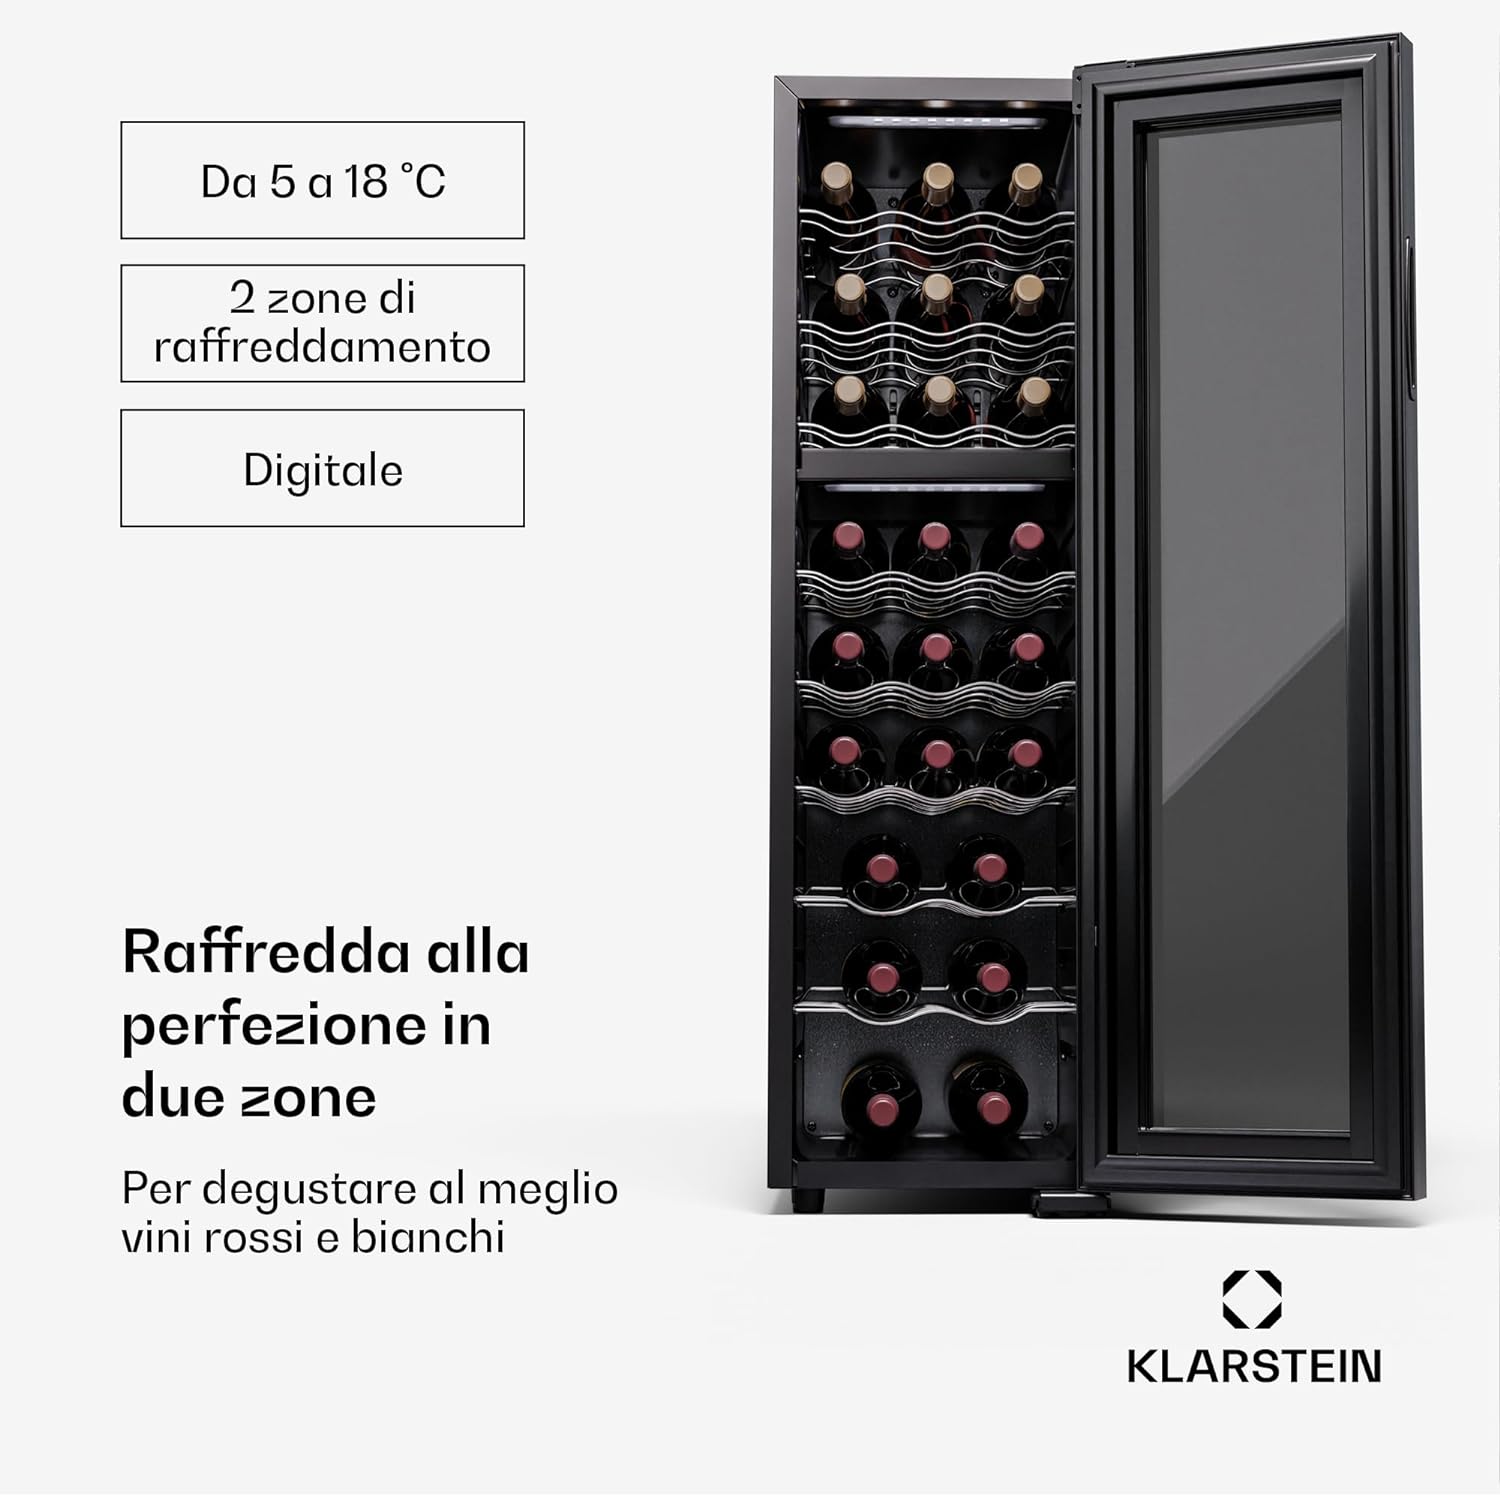 Da 5 a 18 °C
2 zone di
raffreddamento
Digitale
Raffredda alla
perfezione in
due zone
Per degustare al meglio
vini rossi e bianchi
KLARSTEIN